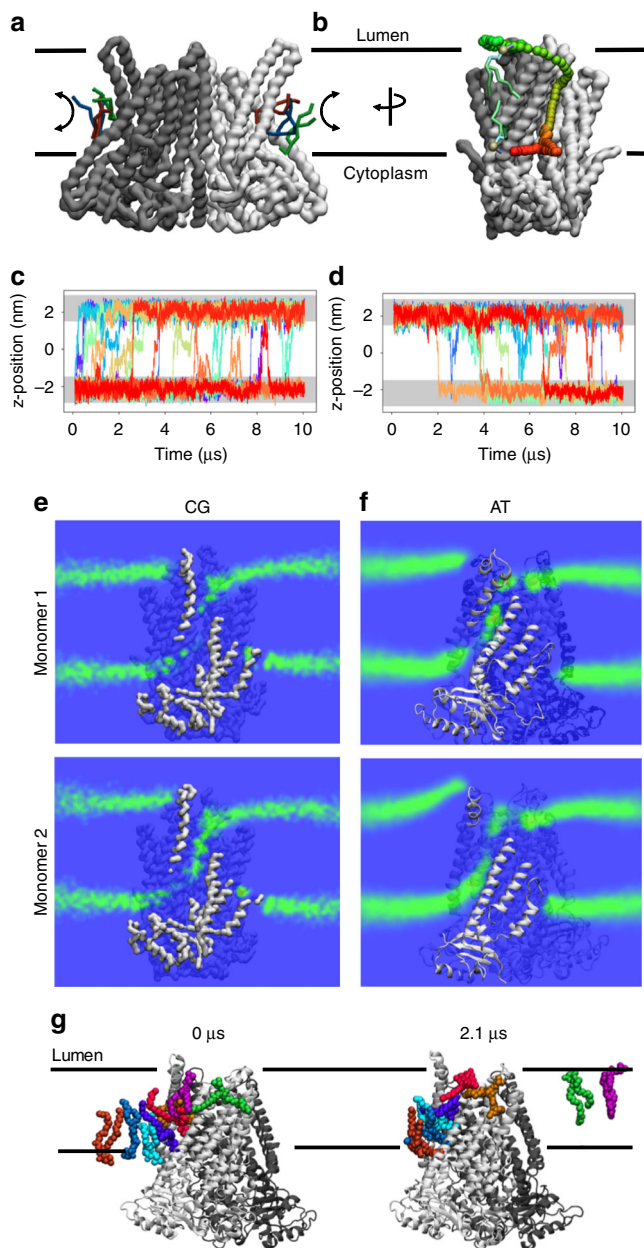 a
b
Lumen
Cytoplasm
c
d
z-position (nm)
2
0
−2
0 2 4 6 8 10
Time (μs)
z-position (nm)
2
0
−2
0 2 4 6 8 10
Time (μs)
e
CG
f
AT
Monomer 1
Monomer 2
g
0 μs
2.1 μs
Lumen